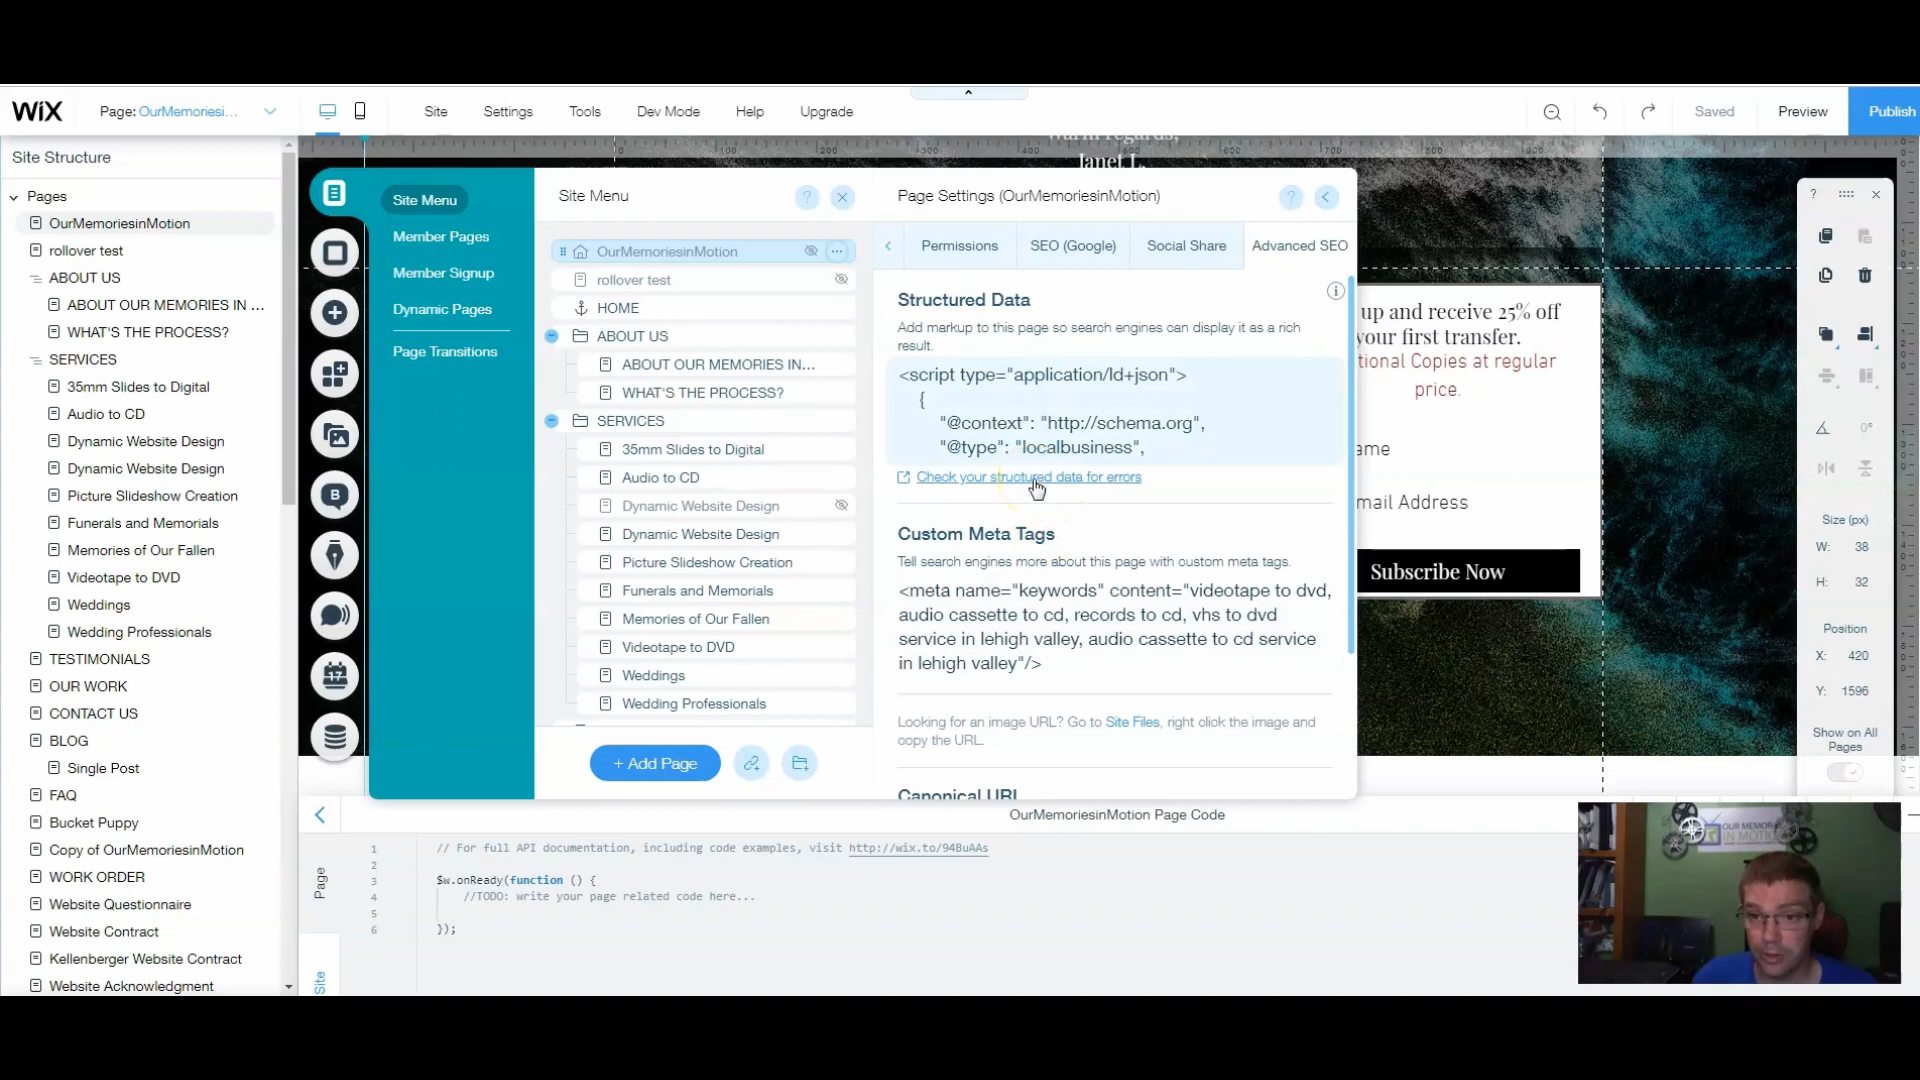 WiX
Page: OurMemoriesi...
Site
Settings
Tools
Dev Mode
Help
Upgrade
Saved
Preview
Publish
Site Structure
Pages
OurMemoriesinMotion
rollover test
ABOUT US
ABOUT OUR MEMORIES IN ...
WHAT'S THE PROCESS?
SERVICES
35mm Slides to Digital
Audio to CD
Dynamic Website Design
Dynamic Website Design
Picture Slideshow Creation
Funerals and Memorials
Memories of Our Fallen
Videotape to DVD
Weddings
Wedding Professionals
TESTIMONIALS
OUR WORK
CONTACT US
BLOG
Single Post
FAQ
Bucket Puppy
Copy of OurMemoriesinMotion
WORK ORDER
Website Questionnaire
Website Contract
Kellenberger Website Contract
Website Acknowledgment
Site Menu
Member Pages
Member Signup
Dynamic Pages
Page Transitions
Site Menu
?
OurMemoriesinMotion
rollover test
HOME
ABOUT US
ABOUT OUR MEMORIES IN...
WHAT'S THE PROCESS?
SERVICES
35mm Slides to Digital
Audio to CD
Dynamic Website Design
Dynamic Website Design
Picture Slideshow Creation
Funerals and Memorials
Memories of Our Fallen
Videotape to DVD
Weddings
Wedding Professionals
+ Add Page
Page Settings (OurMemoriesinMotion)
?
Permissions
SEO (Google)
Social Share
Advanced SEO
Structured Data
Add markup to this page so search engines can display it as a rich
result.
<script type="application/ld+json">
{
"@context": "http://schema.org",
"@type": "localbusiness",
Check your structured data for errors
Custom Meta Tags
Tell search engines more about this page with custom meta tags.
<meta name="keywords" content="videotape to dvd,
audio cassette to cd, records to cd, vhs to dvd
service in lehigh valley, audio cassette to cd service
in lehigh valley"/>
Looking for an image URL? Go to Site Files, right click the image and
copy the URL.
Canonical URL
Warm regards,
Janet L.
up and receive 25% off
your first transfer.
tional Copies at regular
price.
ame
mail Address
Subscribe Now
?
0°
Size (px)
W: 38
H: 32
Position
X: 420
Y: 1596
Show on All
Pages
OurMemoriesinMotion Page Code
Page
Site
1 // For full API documentation, including code examples, visit http://wix.to/94BuAAs
2
3 $w.onReady(function () {
4 //TODO: write your page related code here...
5
6 });
17
B
OUR MEMOR
IN MOTION